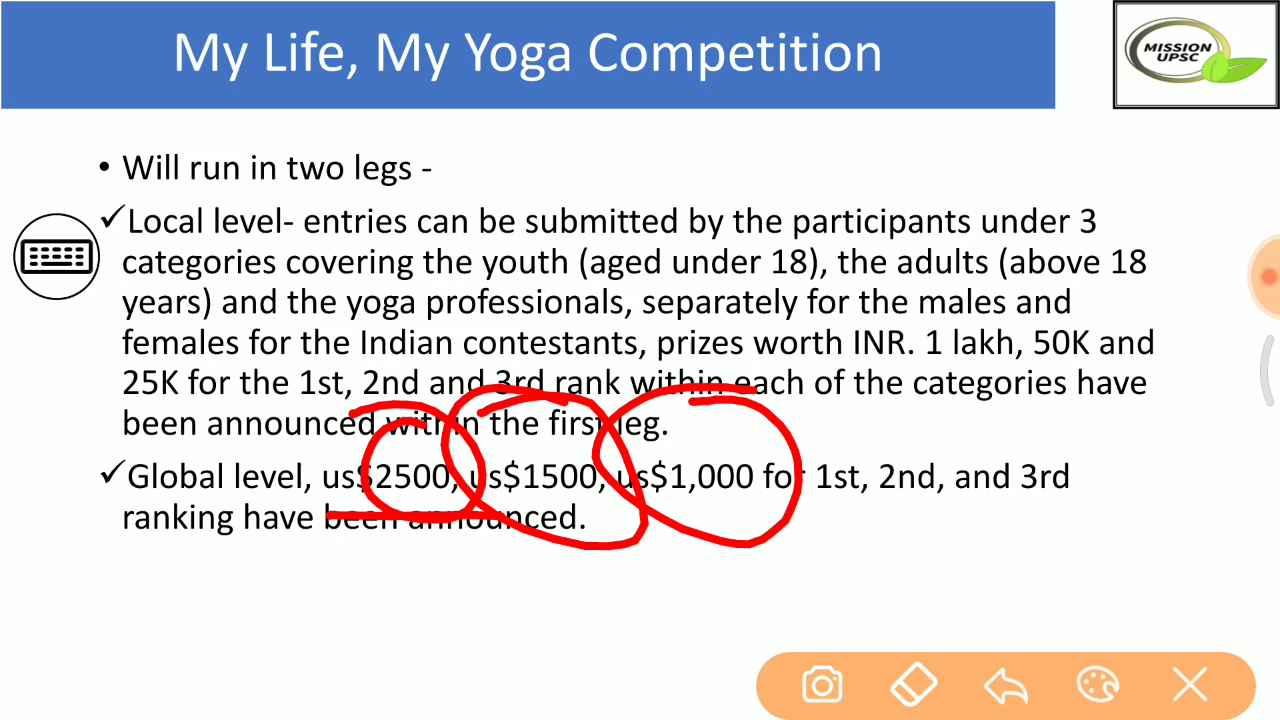 My Life, My Yoga Competition
MISSION
UPSC
• Will run in two legs -
✓Local level- entries can be submitted by the participants under 3
categories covering the youth (aged under 18), the adults (above 18
years) and the yoga professionals, separately for the males and
females for the Indian contestants, prizes worth INR. 1 lakh, 50K and
25K for the 1st, 2nd and 3rd rank within each of the categories have
been announced within the first leg.
✓Global level, us$2500, us$1500, us$1,000 for 1st, 2nd, and 3rd
ranking have been announced.